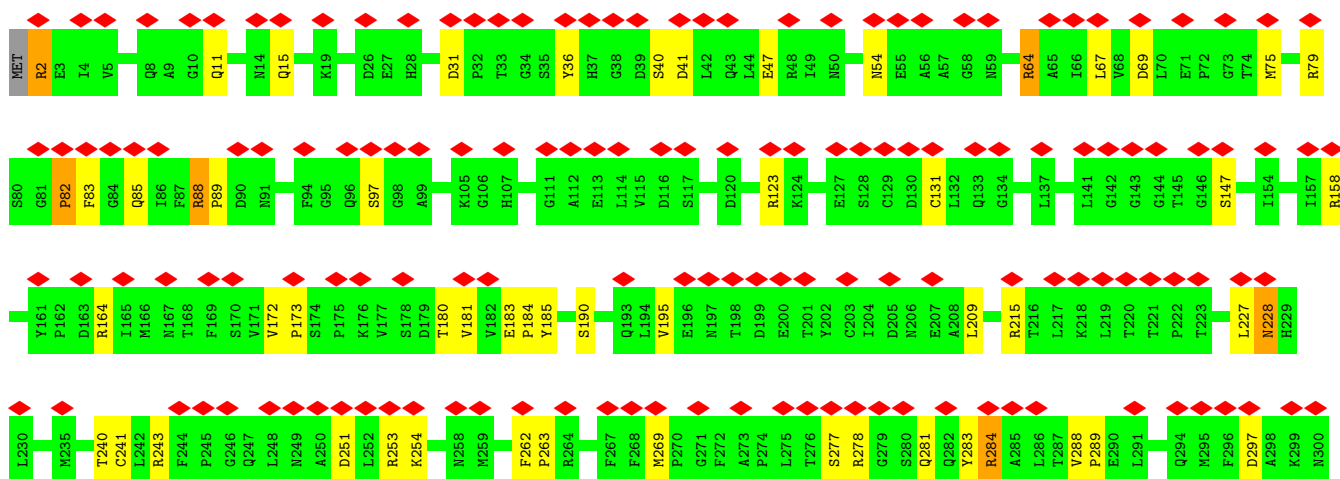 MET R2 E3 I4 V5 Q8 A9 G10 Q11 N14 Q15 K19 D26 E27 H28 D31 P32 T33 G34 S35 Y36 H37 G38 D39 S40 D41 L42 Q43 L44 E47 R48 I49 N50 N54 E55 A56 A57 G58 N59 R64 A65 I66 L67 V68 D69 L70 E71 P72 G73 T74 M75 R79
S80 G81 P82 F83 G84 Q85 I86 F87 R88 P89 D90 N91 F94 G95 Q96 S97 G98 A99 K105 G106 H107 G111 A112 E113 L114 V115 D116 S117 D120 R123 K124 E127 S128 C129 D130 C131 L132 Q133 G134 L137 L141 G142 G143 G144 T145 G146 S147 I154 I157 R158
Y161 P162 D163 R164 I165 M166 N167 T168 F169 S170 V171 V172 P173 S174 P175 K176 V177 S178 D179 T180 V181 V182 E183 P184 Y185 S190 Q193 L194 V195 E196 N197 T198 D199 E200 T201 Y202 C203 I204 D205 N206 E207 A208 L209 R215 T216 L217 K218 L219 T220 T221 P222 T223 L227 N228 H229
L230 M235 T240 C241 L242 R243 F244 P245 G246 Q247 L248 N249 A250 D251 L252 R253 K254 N258 M259 F262 P263 R264 F267 F268 M269 P270 G271 F272 A273 P274 L275 T276 S277 R278 G279 S280 Q281 Q282 Y283 R284 A285 L286 T287 V288 P289 E290 L291 Q294 M295 F296 D297 A298 K299 N300